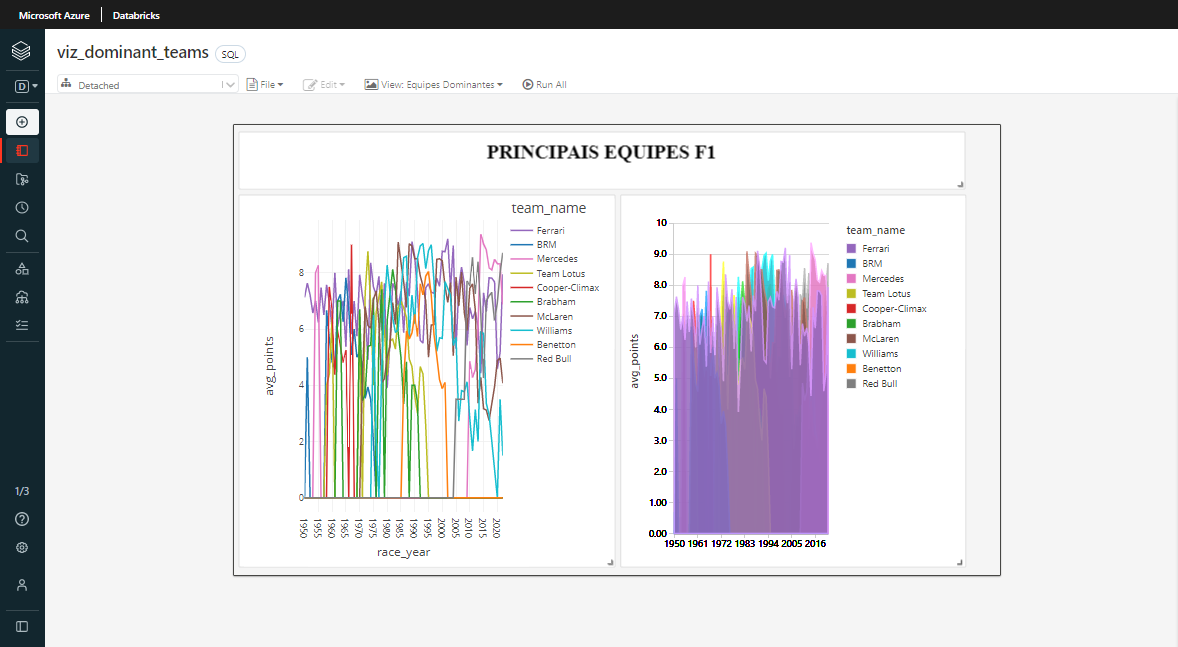 Microsoft Azure Databricks
viz_dominant_teams SQL
D
Detached File Edit View: Equipes Dominantes Run All
PRINCIPAIS EQUIPES F1
team_name
Ferrari
BRM
Mercedes
Team Lotus
Cooper-Climax
Brabham
McLaren
Williams
Benetton
Red Bull
avg_points
8
6
4
2
0
1950 1955 1960 1965 1970 1975 1980 1985 1990 1995 2000 2005 2010 2015 2020
race_year
team_name
Ferrari
BRM
Mercedes
Team Lotus
Cooper-Climax
Brabham
McLaren
Williams
Benetton
Red Bull
avg_points
10
9.0
8.0
7.0
6.0
5.0
4.0
3.0
2.0
1.00
0.00
1950 1961 1972 1983 1994 2005 2016
1/3